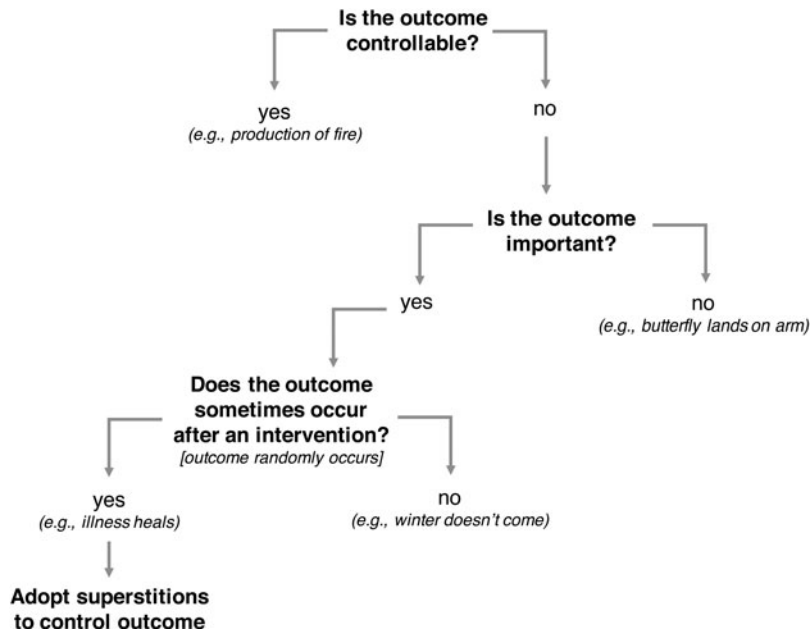 Is the outcome
controllable?
yes
(e.g., production of fire)
no
Is the outcome
important?
yes
no
(e.g., butterfly lands on arm)
Does the outcome
sometimes occur
after an intervention?
[outcome randomly occurs]
yes
(e.g., illness heals)
no
(e.g., winter doesn't come)
Adopt superstitions
to control outcome